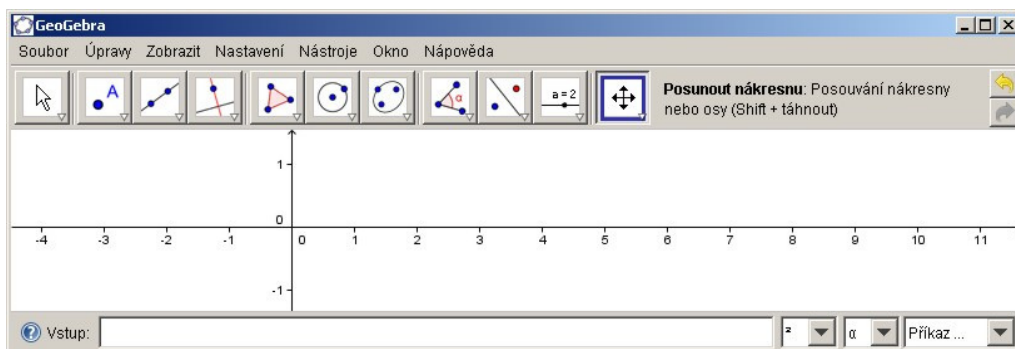 GeoGebra
Soubor Úpravy Zobrazit Nastavení Nástroje Okno Nápověda
A α a=2 Posunout nákresnu: Posouvání nákresny
nebo osy (Shift + táhnout)
1
0
-4 -3 -2 -1 0 1 2 3 4 5 6 7 8 9 10 11
-1
Vstup: ² α Příkaz ...